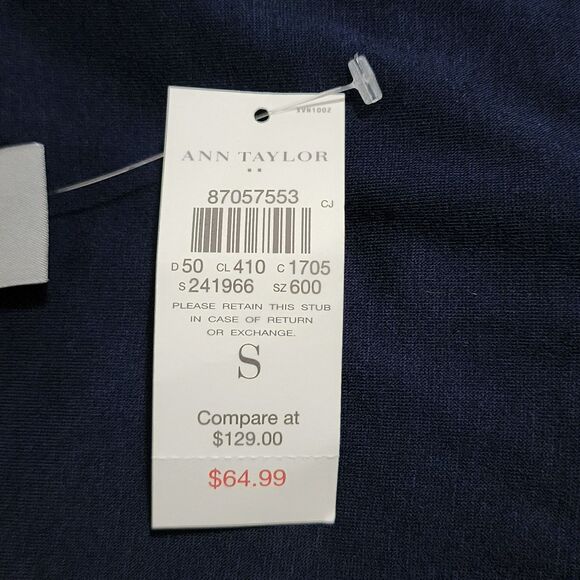 SVN1002
ANN TAYLOR
87057553
CJ
D 50 CL 410 C 1705
S 241966 SZ 600
PLEASE RETAIN THIS STUB
IN CASE OF RETURN
OR EXCHANGE.
S
Compare at
$129.00
$64.99